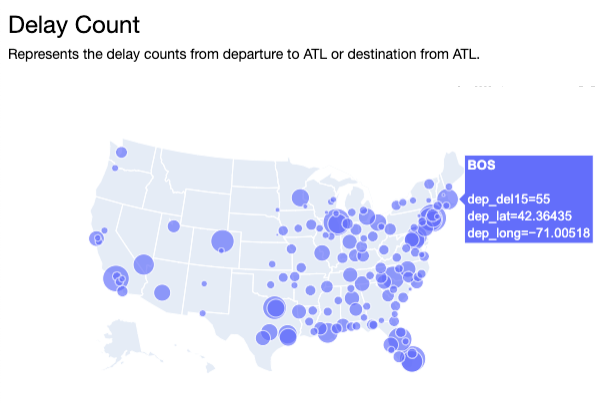 Delay Count
Represents the delay counts from departure to ATL or destination from ATL.
BOS
dep_del15=55
dep_lat=42.36435
dep_long=−71.00518